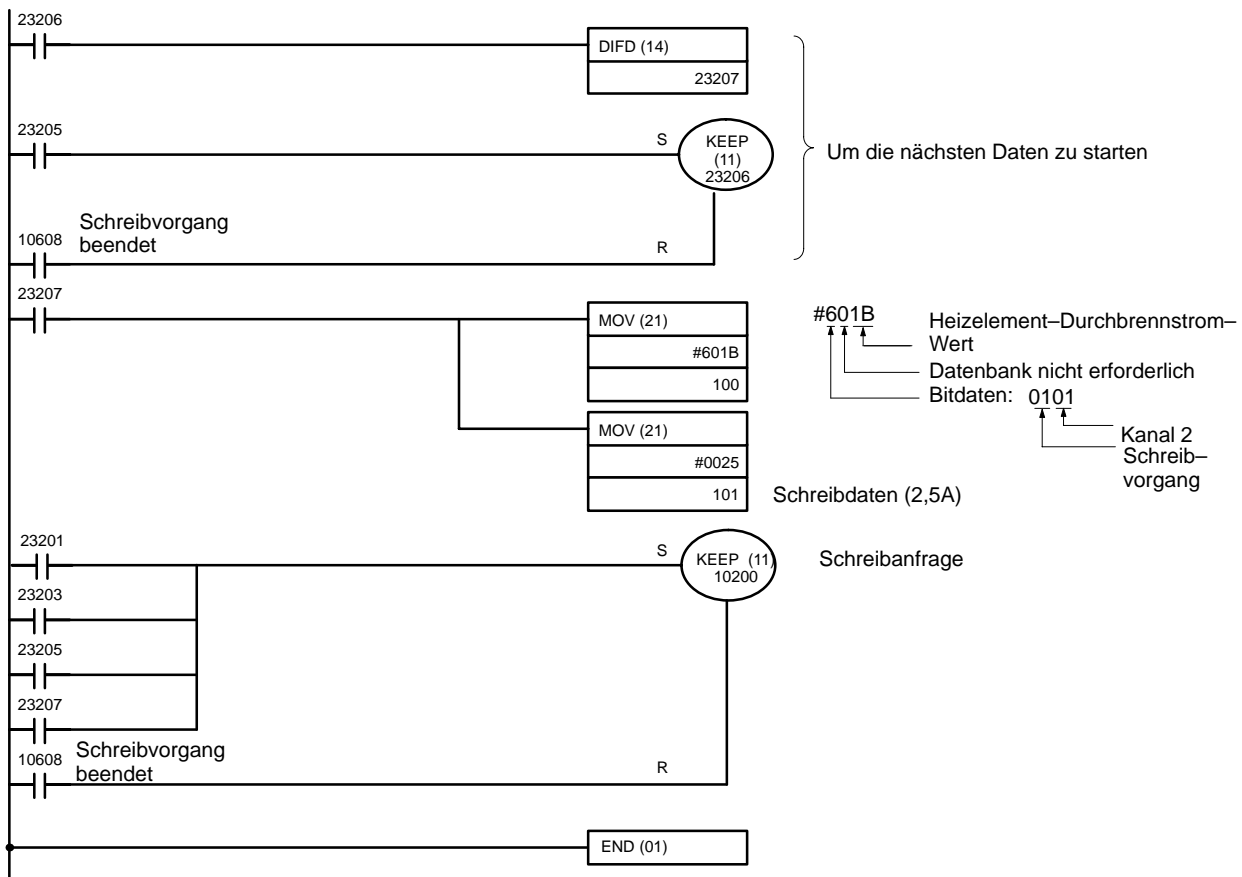 23206
DIFD (14)
23207
23205
S
KEEP
(11)
23206
Um die nächsten Daten zu starten
Schreibvorgang
beendet
10608
R
23207
MOV (21)
#601B
100
#601B
Heizelement–Durchbrennstrom–
Wert
Datenbank nicht erforderlich
Bitdaten: 0101
Kanal 2
Schreib–
vorgang
MOV (21)
#0025
101
Schreibdaten (2,5A)
23201
S
KEEP (11)
10200
Schreibanfrage
23203
23205
23207
10608
Schreibvorgang
beendet
R
END (01)